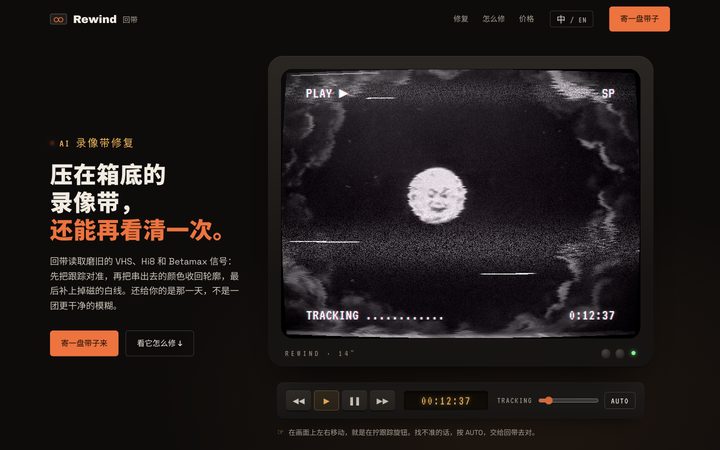 Rewind 回带
修复 怎么修 价格 中 / EN 寄一盘带子
PLAY ▶ SP
AI 录像带修复
压在箱底的
录像带，
还能再看清一次。
回带读取磨旧的 VHS、Hi8 和 Betamax 信号：
先把跟踪对准，再把串出去的颜色收回轮廓，最
后补上掉磁的白线。还给你的是那一天，不是一
团更干净的模糊。
寄一盘带子来 看它怎么修 ↓
TRACKING ............ 0:12:37
REWIND · 14"
00:12:37 TRACKING AUTO
☞ 在画面上左右移动，就是在拧跟踪旋钮。找不准的话，按 AUTO，交给回带去对。